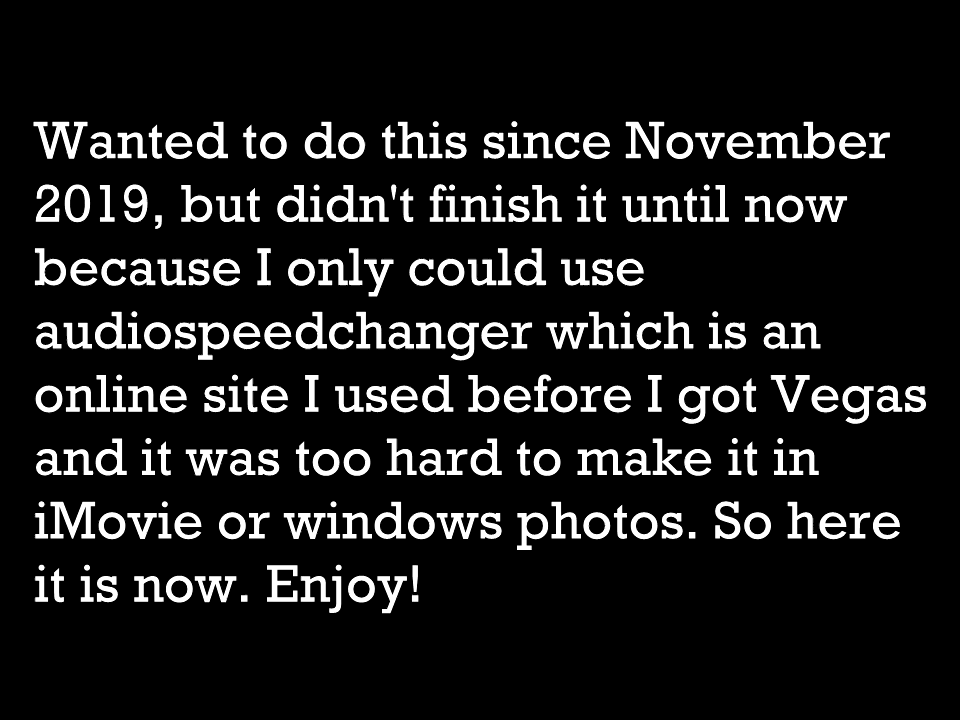 Wanted to do this since November
2019, but didn't finish it until now
because I only could use
audiospeedchanger which is an
online site I used before I got Vegas
and it was too hard to make it in
iMovie or windows photos. So here
it is now. Enjoy!